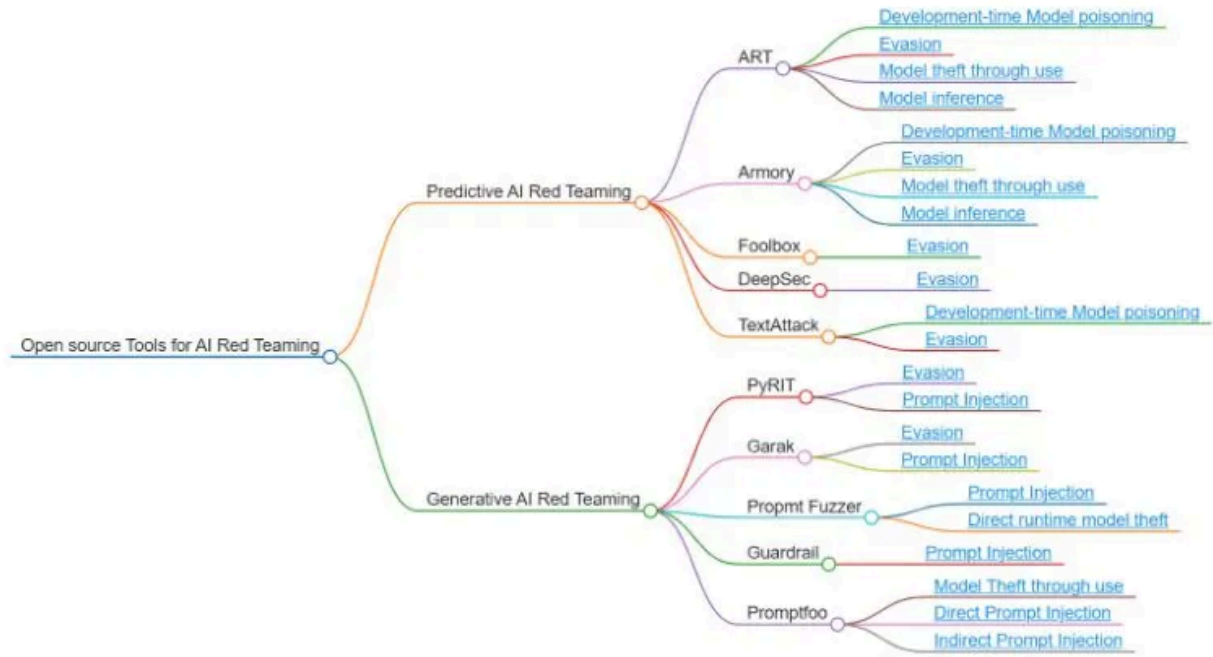 Open source Tools for AI Red Teaming
Predictive AI Red Teaming
ART
Development-time Model poisoning
Evasion
Model theft through use
Model inference
Armory
Development-time Model poisoning
Evasion
Model theft through use
Model inference
Foolbox
Evasion
DeepSec
Evasion
TextAttack
Development-time Model poisoning
Evasion
Generative AI Red Teaming
PyRIT
Evasion
Prompt Injection
Garak
Evasion
Prompt Injection
Propmt Fuzzer
Prompt Injection
Direct runtime model theft
Guardrail
Prompt Injection
Promptfoo
Model Theft through use
Direct Prompt Injection
Indirect Prompt Injection